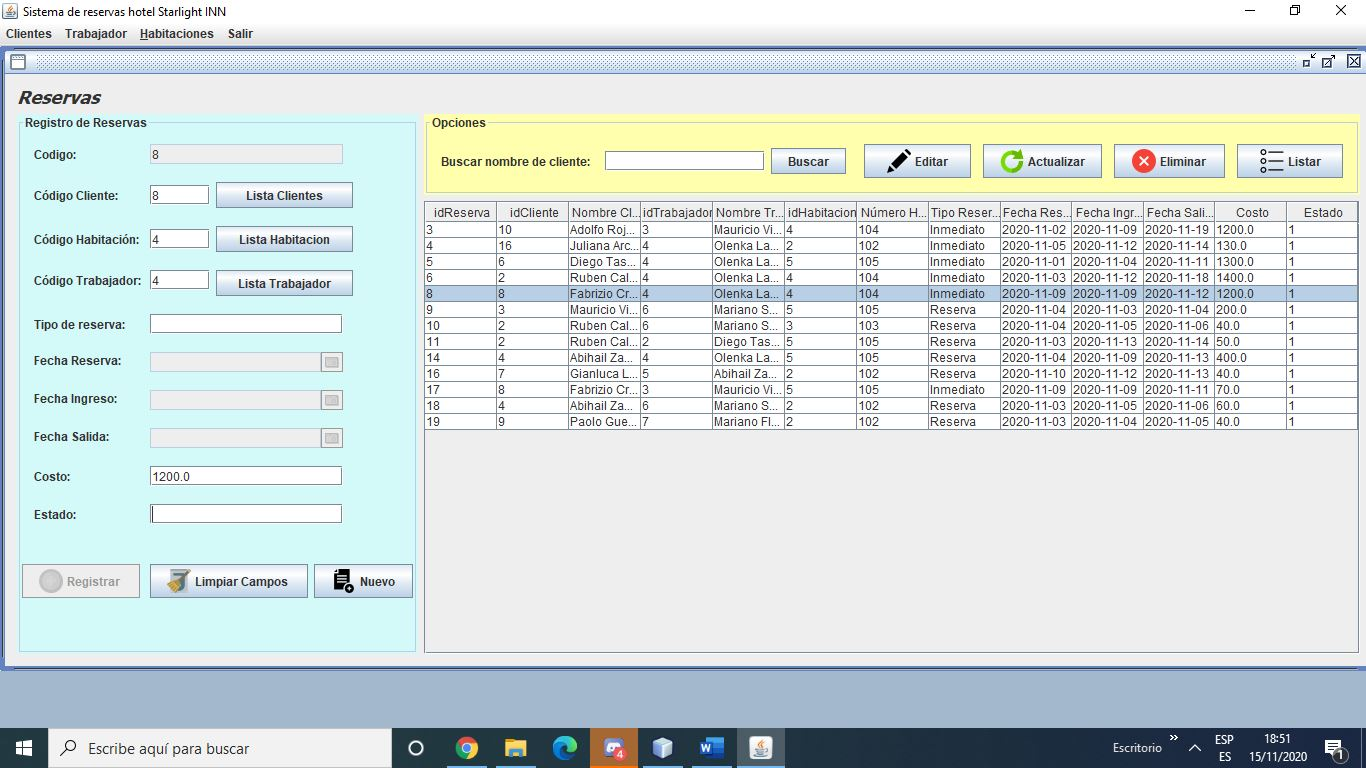 Sistema de reservas hotel Starlight INN
Clientes Trabajador Habitaciones Salir
Reservas
Registro de Reservas
Codigo: 8
Código Cliente: 8 Lista Clientes
Código Habitación: 4 Lista Habitacion
Código Trabajador: 4 Lista Trabajador
Tipo de reserva:
Fecha Reserva:
Fecha Ingreso:
Fecha Salida:
Costo: 1200.0
Estado:
Registrar Limpiar Campos Nuevo
Opciones
Buscar nombre de cliente: Buscar Editar Actualizar Eliminar Listar
idReserva idCliente Nombre Cl... idTrabajador Nombre Tr... idHabitacion Número H... Tipo Reser... Fecha Res... Fecha Ingr... Fecha Sali... Costo Estado
3 10 Adolfo Roj... 3 Mauricio Vi... 4 104 Inmediato 2020-11-02 2020-11-09 2020-11-19 1200.0 1
4 16 Juliana Arc... 4 Olenka La... 2 102 Inmediato 2020-11-05 2020-11-12 2020-11-14 130.0 1
5 6 Diego Tas... 4 Olenka La... 5 105 Inmediato 2020-11-01 2020-11-04 2020-11-11 1300.0 1
6 2 Ruben Cal... 4 Olenka La... 4 104 Inmediato 2020-11-03 2020-11-12 2020-11-18 1400.0 1
8 8 Fabrizio Cr... 4 Olenka La... 4 104 Inmediato 2020-11-09 2020-11-09 2020-11-12 1200.0 1
9 3 Mauricio Vi... 6 Mariano S... 5 105 Reserva 2020-11-04 2020-11-03 2020-11-04 200.0 1
10 2 Ruben Cal... 6 Mariano S... 3 103 Reserva 2020-11-04 2020-11-05 2020-11-06 40.0 1
11 2 Ruben Cal... 2 Diego Tas... 5 105 Reserva 2020-11-03 2020-11-13 2020-11-14 50.0 1
14 4 Abihail Za... 4 Olenka La... 5 105 Reserva 2020-11-04 2020-11-09 2020-11-13 400.0 1
16 7 Gianluca L... 5 Abihail Za... 2 102 Reserva 2020-11-10 2020-11-12 2020-11-13 40.0 1
17 8 Fabrizio Cr... 3 Mauricio Vi... 5 105 Inmediato 2020-11-09 2020-11-09 2020-11-11 70.0 1
18 4 Abihail Za... 6 Mariano S... 2 102 Reserva 2020-11-03 2020-11-05 2020-11-06 60.0 1
19 9 Paolo Gue... 7 Mariano Fl... 2 102 Reserva 2020-11-03 2020-11-04 2020-11-05 40.0 1
Escribe aquí para buscar 4 W Escritorio » ESP 18:51
ES 15/11/2020 1